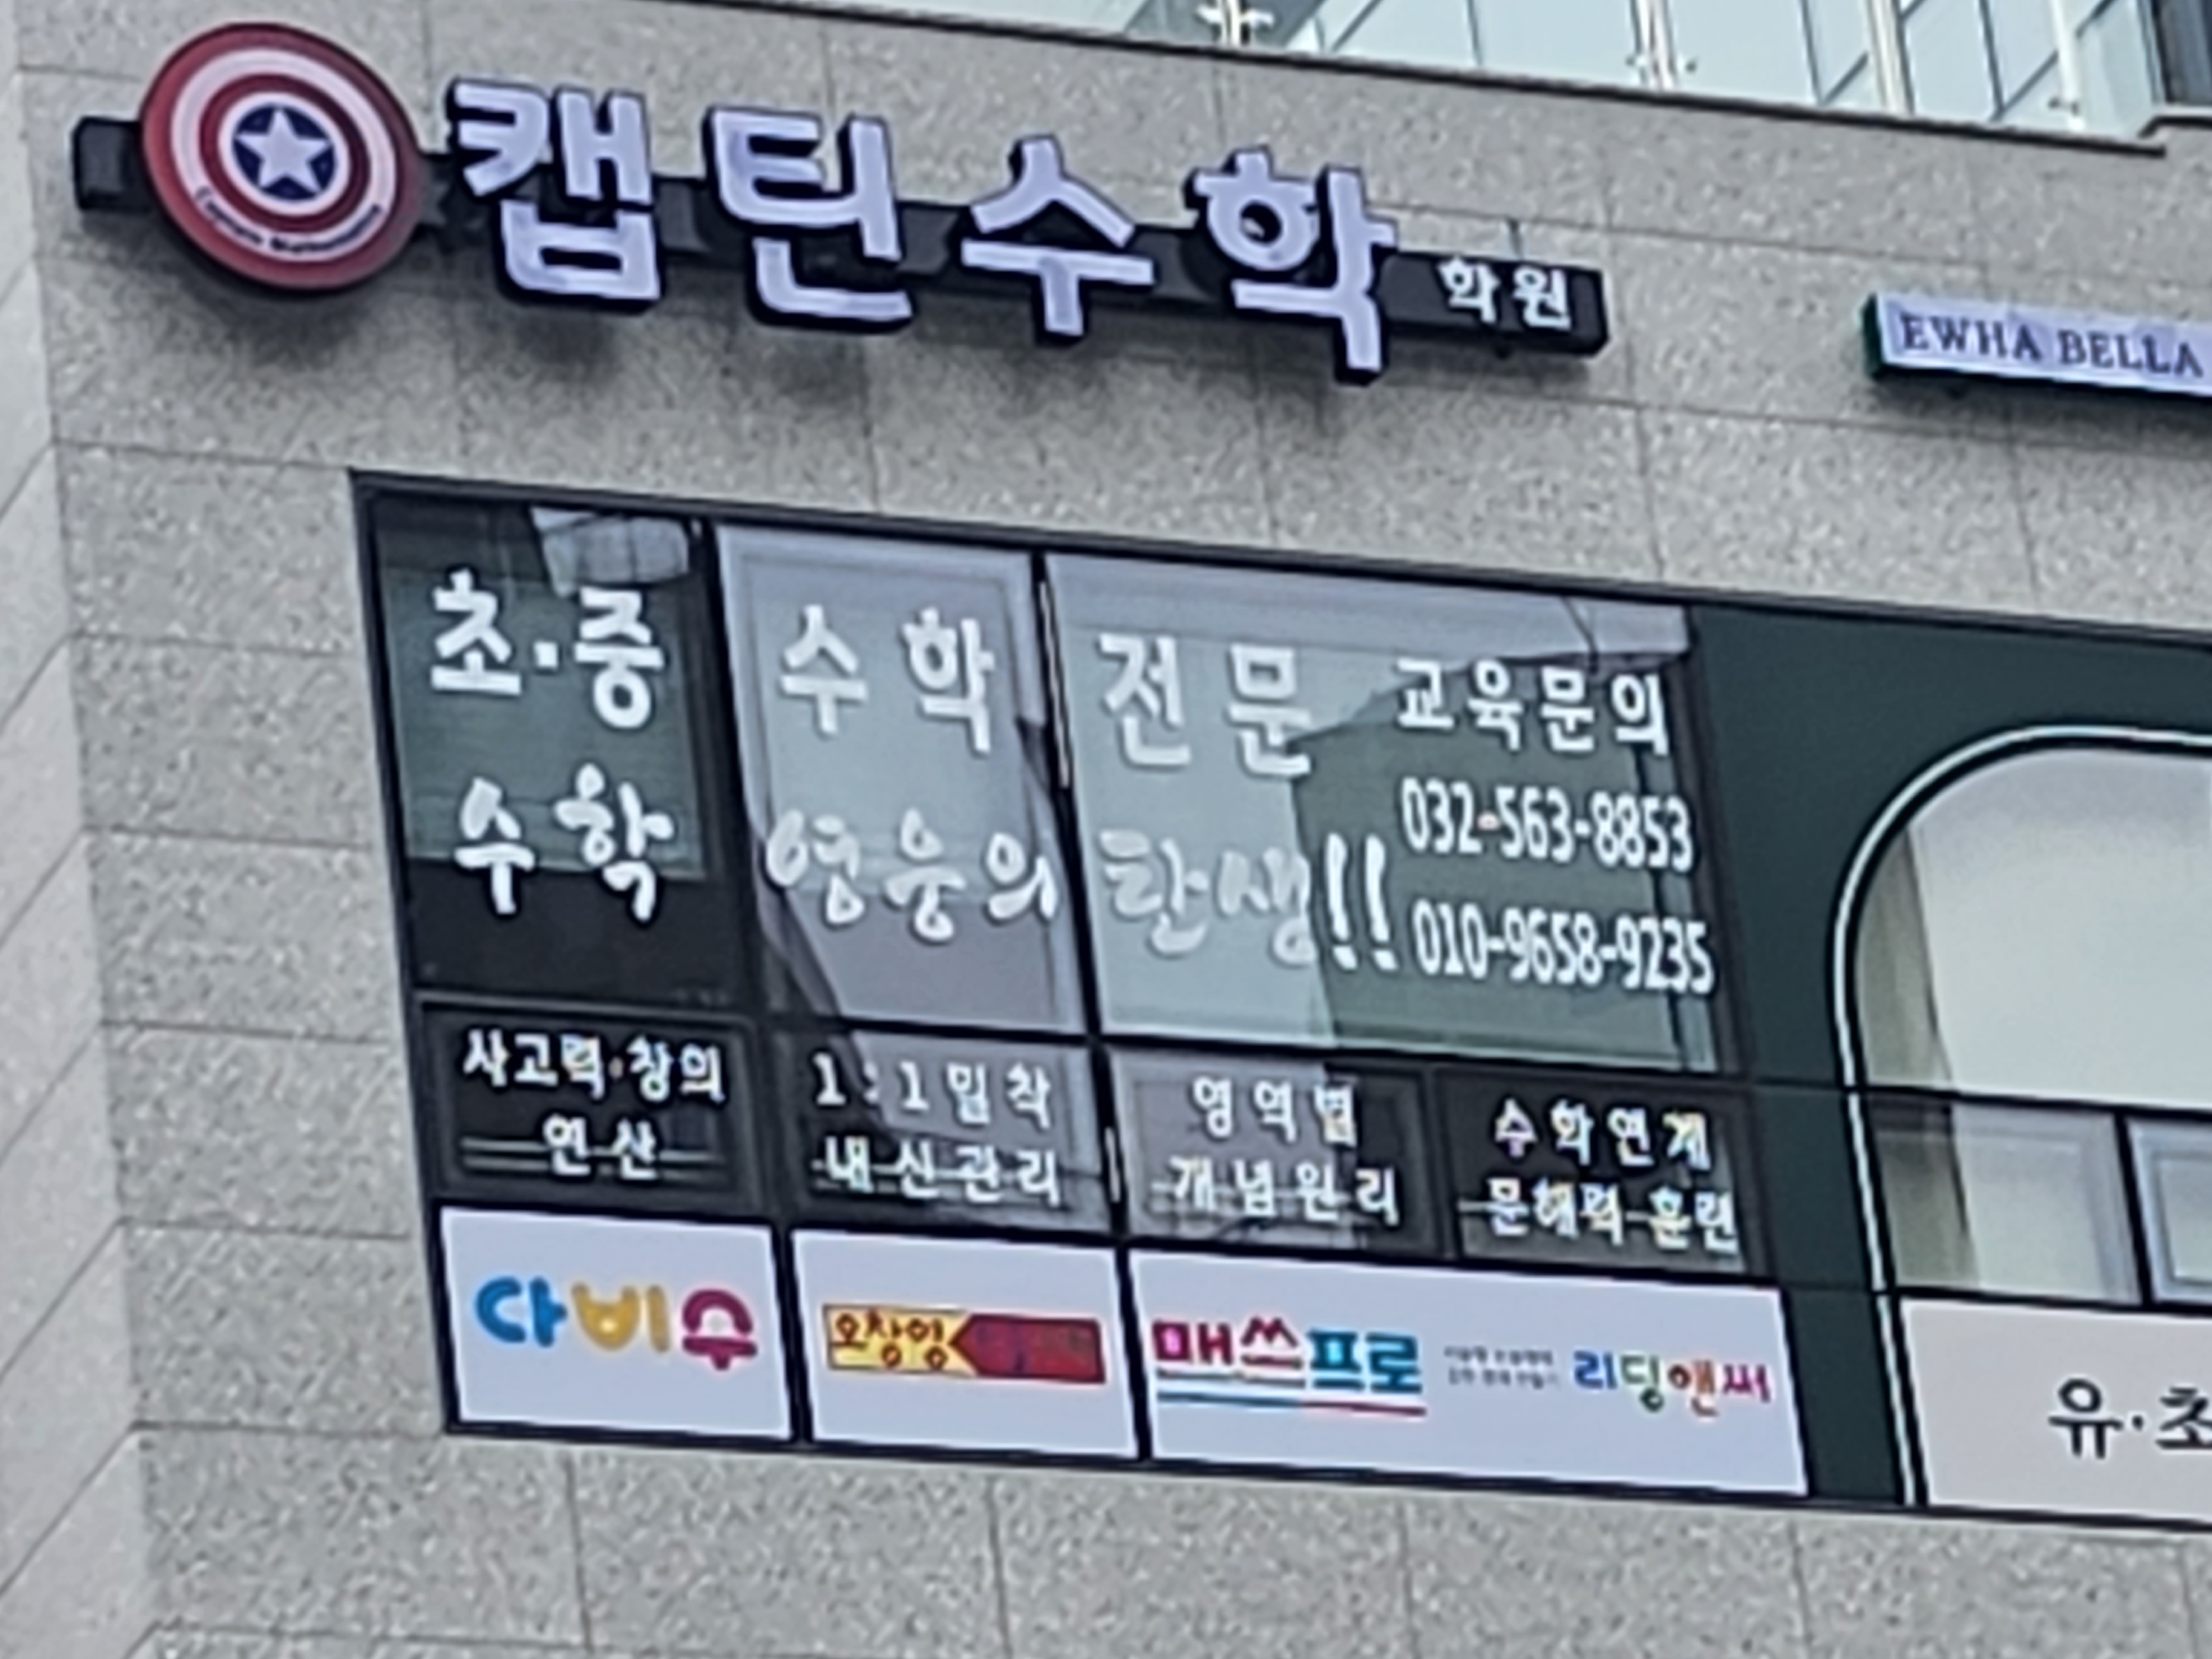 캡틴수학 학원
EWHA BELLA
초·중 수학 전문
수학 영웅의 탄생!!
교육문의
032-563-8853
010-9658-9235
사고력·창의
연산
1:1밀착
내신관리
영역별
개념원리
수학연계
문해력 훈련
다비수
오창영
매쓰프로
리딩앤써
유·초